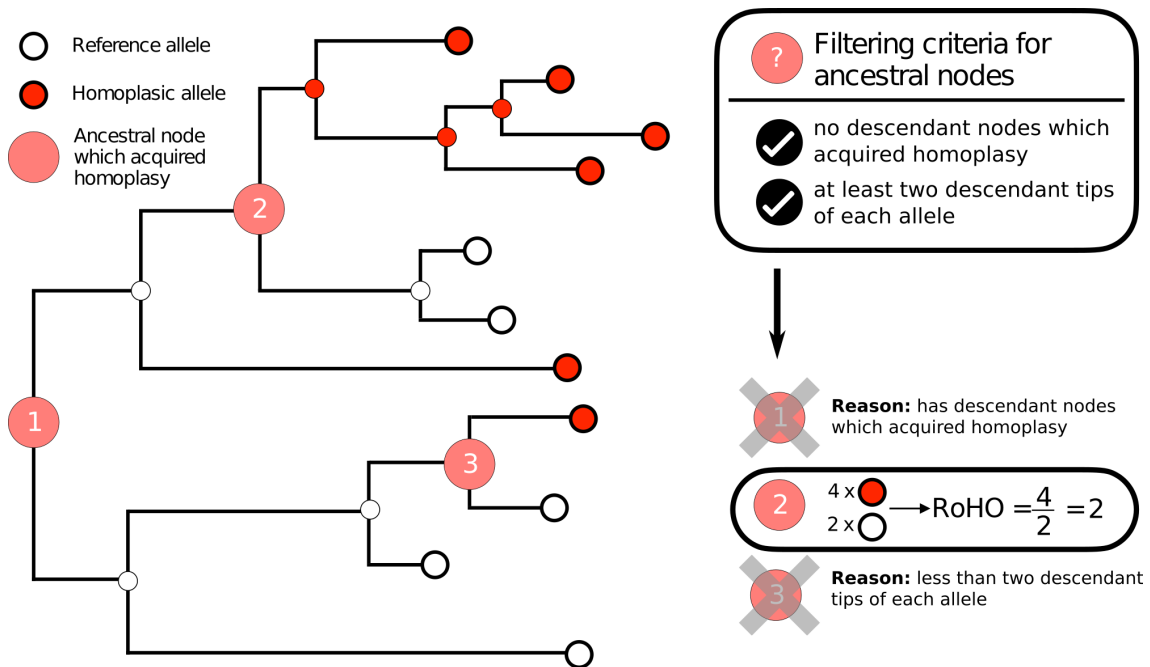 Reference allele
Homoplasic allele
Ancestral node
which acquired
homoplasy
2
1
3
?
Filtering criteria for
ancestral nodes
no descendant nodes which
acquired homoplasy
at least two descendant tips
of each allele
1
Reason: has descendant nodes
which acquired homoplasy
2
4 x
2 x
RoHO = 4/2 = 2
3
Reason: less than two descendant
tips of each allele